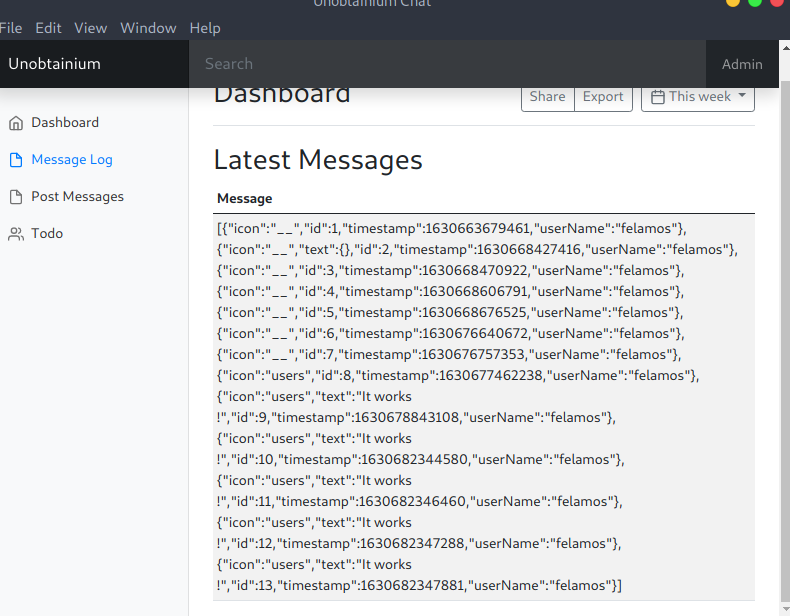 Unobtainium Chat
File Edit View Window Help
Unobtainium Search Admin
Dashboard Share Export This week
Dashboard
Message Log
Post Messages
Todo
Latest Messages
Message
[{"icon":"__","id":1,"timestamp":1630663679461,"userName":"felamos"},
{"icon":"__","text":{},"id":2,"timestamp":1630668427416,"userName":"felamos"},
{"icon":"__","id":3,"timestamp":1630668470922,"userName":"felamos"},
{"icon":"__","id":4,"timestamp":1630668606791,"userName":"felamos"},
{"icon":"__","id":5,"timestamp":1630668676525,"userName":"felamos"},
{"icon":"__","id":6,"timestamp":1630676640672,"userName":"felamos"},
{"icon":"__","id":7,"timestamp":1630676757353,"userName":"felamos"},
{"icon":"users","id":8,"timestamp":1630677462238,"userName":"felamos"},
{"icon":"users","text":"It works
!","id":9,"timestamp":1630678843108,"userName":"felamos"},
{"icon":"users","text":"It works
!","id":10,"timestamp":1630682344580,"userName":"felamos"},
{"icon":"users","text":"It works
!","id":11,"timestamp":1630682346460,"userName":"felamos"},
{"icon":"users","text":"It works
!","id":12,"timestamp":1630682347288,"userName":"felamos"},
{"icon":"users","text":"It works
!","id":13,"timestamp":1630682347881,"userName":"felamos"}]